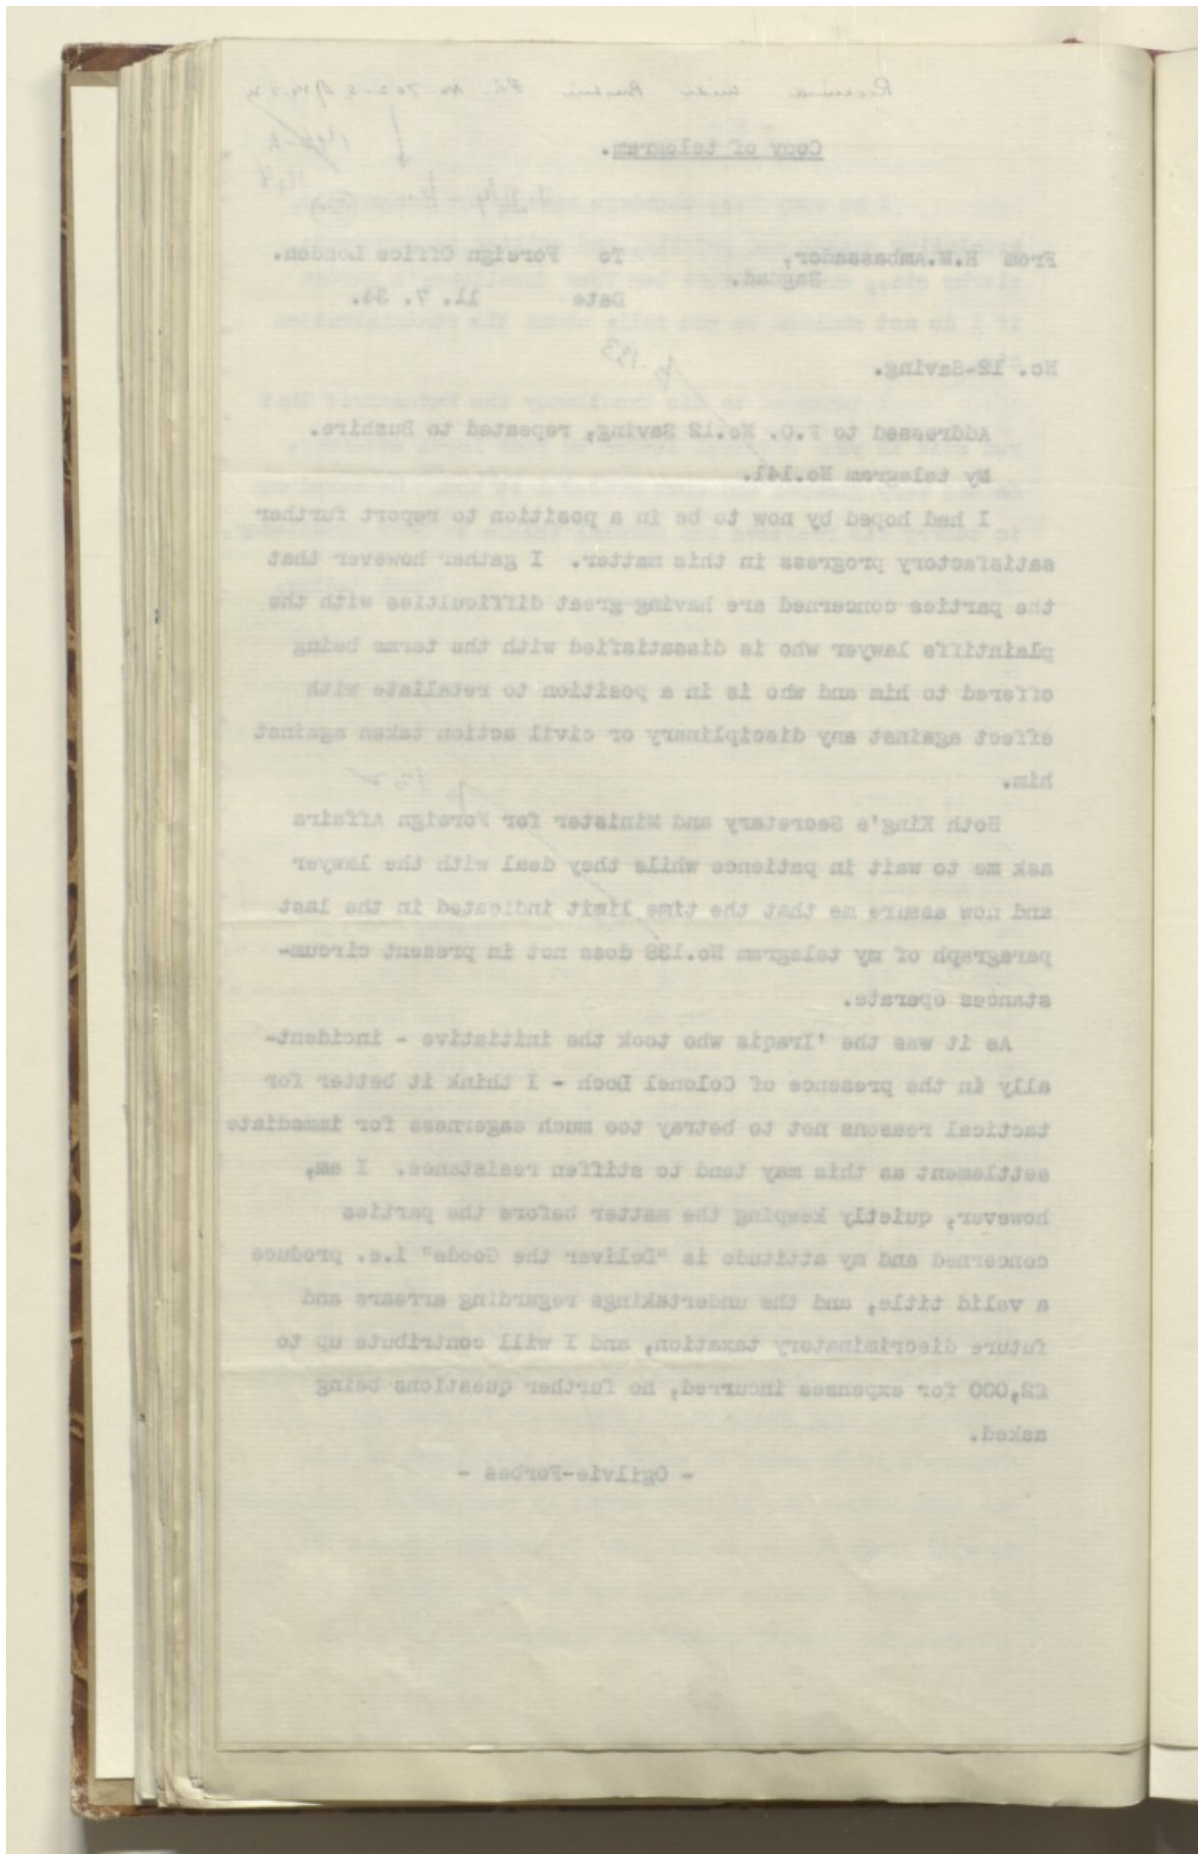 Copy of telegram.
From H.M.Ambassador, To Foreign Office London.
Bagdad.
Date 11. 7. 34.
p. 133
No. 12-Saving.
Addressed to F.O. No.12 Saving, repeated to Bushire.
My telegram No.141.
I had hoped by now to be in a position to report further
satisfactory progress in this matter. I gather however that
the parties concerned are having great difficulties with the
plaintiffs lawyer who is dissatisfied with the terms being
offered to him and who is in a position to retaliate with
effect against any disciplinary or civil action taken against
him.
Both King's Secretary and Minister for Foreign Affairs
ask me to wait in patience while they deal with the lawyer
and now assure me that the time limit indicated in the last
paragraph of my telegram No.138 does not in present circum-
stances operate.
As it was the 'Iraqis who took the initiative - incident-
ally in the presence of Colonel Loch - I think it better for
tactical reasons not to betray too much eagerness for immediate
settlement as this may tend to stiffen resistance. I am,
however, quietly keeping the matter before the parties
concerned and my attitude is "Deliver the Goods" i.e. produce
a valid title, and the undertakings regarding arrears and
future discriminatory taxation, and I will contribute up to
£2,000 for expenses incurred, no further questions being
asked.
- Ogilvie-Forbes -